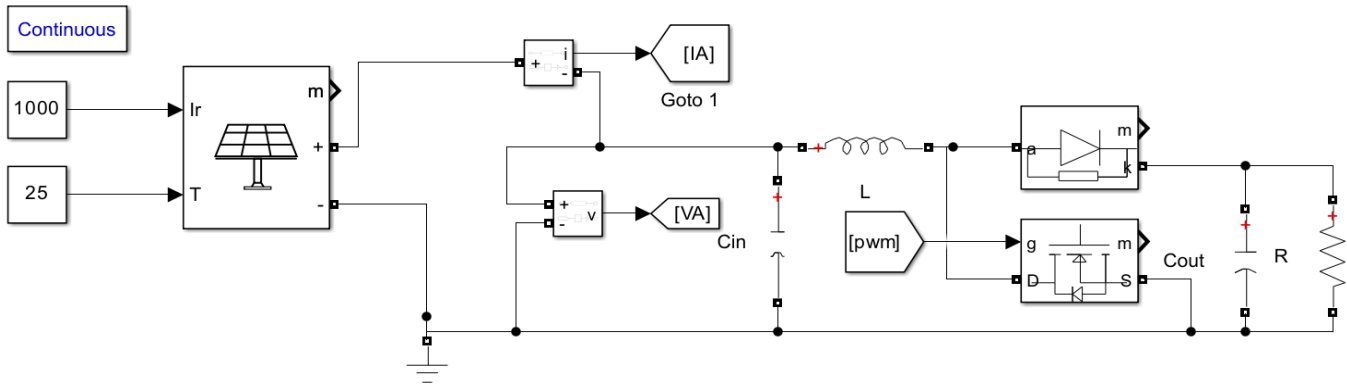 Continuous
1000
25
Ir
T
m
+
-
+
i
-
[IA]
Goto 1
+
-
v
[VA]
Cin
+
+
L
[pwm]
a
m
k
g
m
D
S
Cout
+
R
+